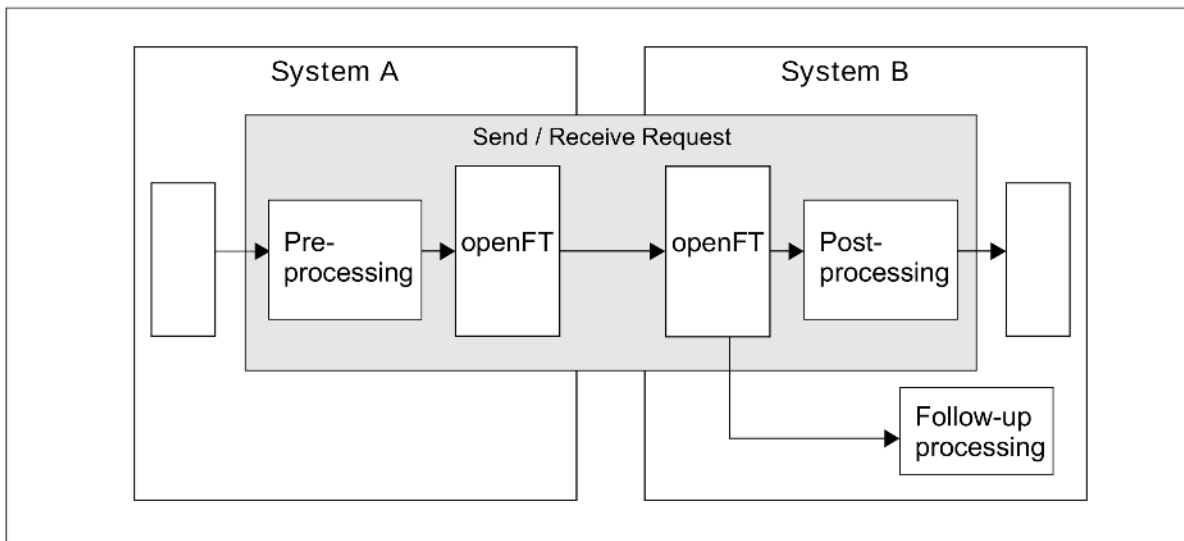 System A
System B
Send / Receive Request
Pre-
processing
openFT
openFT
Post-
processing
Follow-up
processing